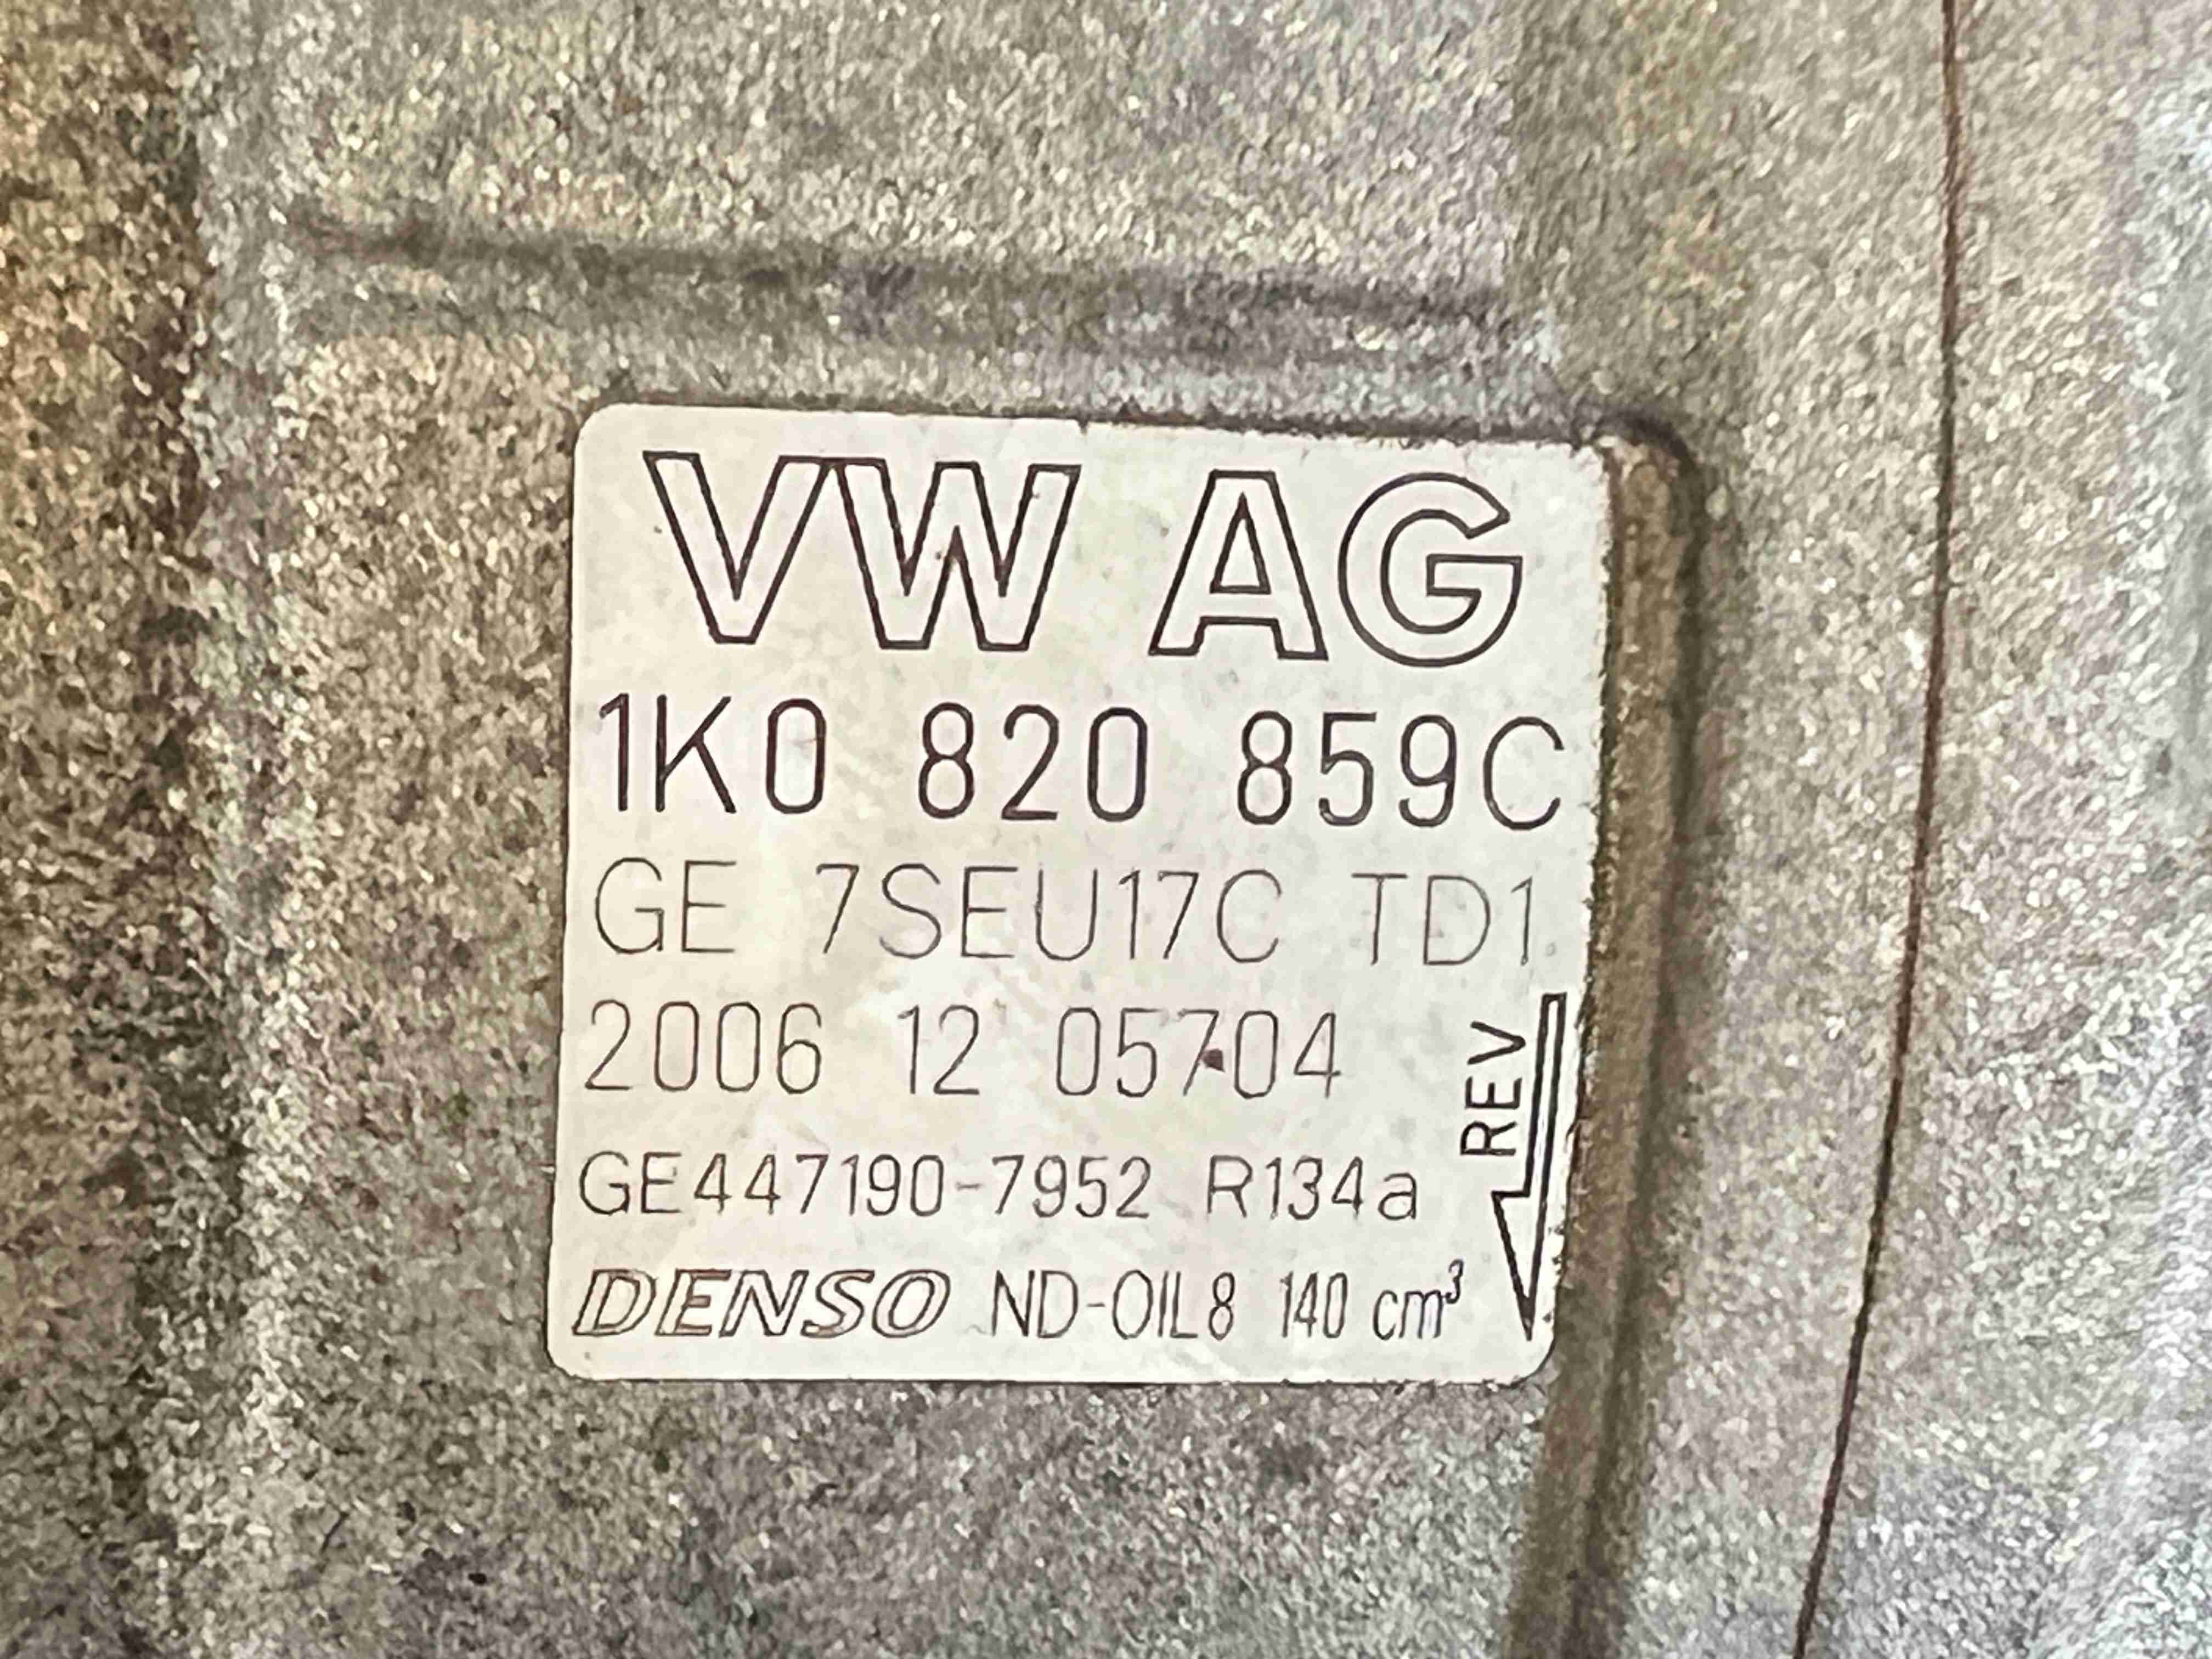 VW AG
1K0 820 859C
GE 7SEU17C TD1
2006 12 05704
REV
GE447190-7952 R134a
DENSO ND-OIL8 140 cm³